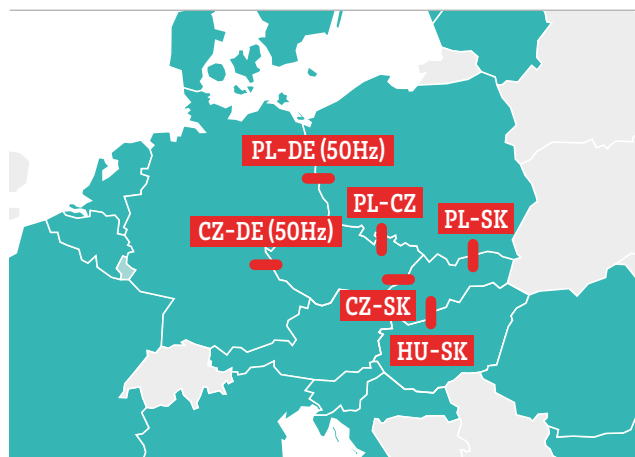 PL–DE (50Hz)
PL–CZ
PL–SK
CZ–DE (50Hz)
CZ–SK
HU–SK